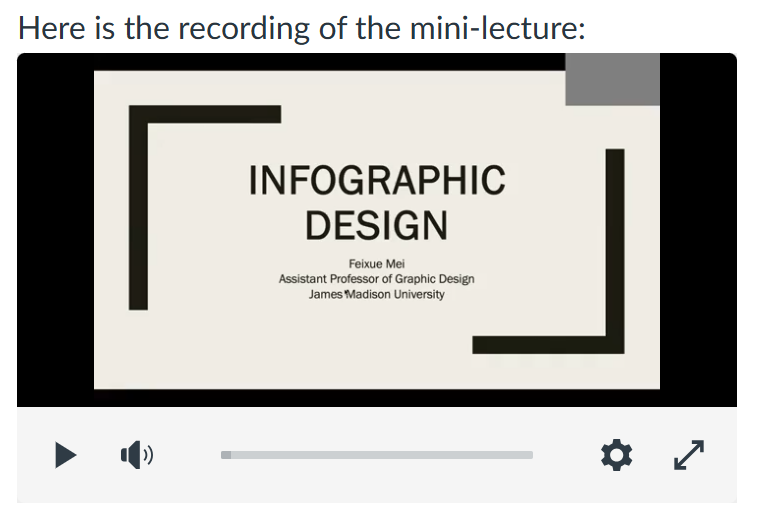 Here is the recording of the mini-lecture:
INFOGRAPHIC
DESIGN
Feixue Mei
Assistant Professor of Graphic Design
James Madison University